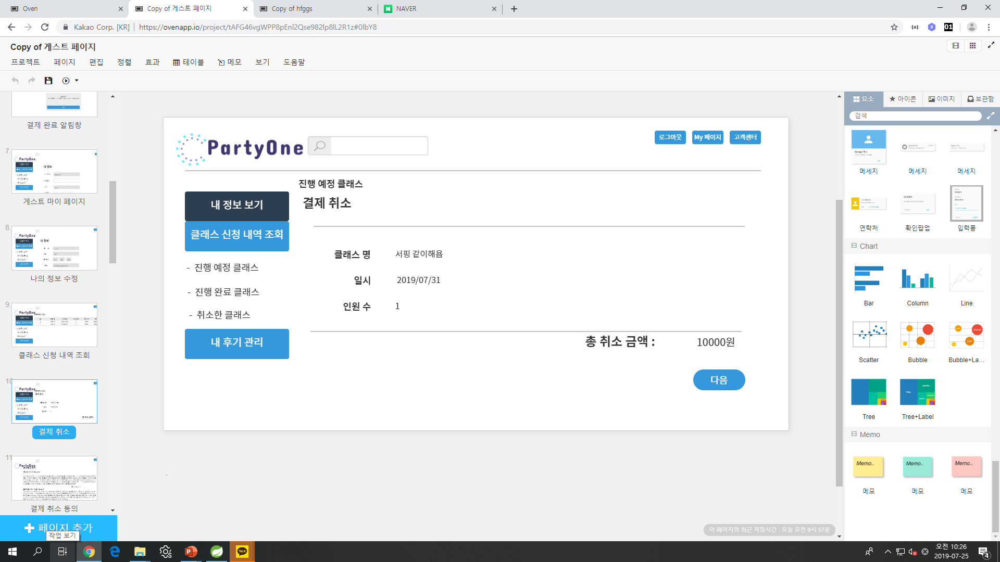 Oven
Copy of 게스트 페이지
Copy of hfggs
NAVER
Kakao Corp. [KR]
https://ovenapp.io/project/tAFG46vgWPP8pEnl2Qse982lp8lL2R1z#0lbY8
01
Copy of 게스트 페이지
프로젝트
페이지
편집
정렬
효과
테이블
메모
보기
도움말
요소
아이콘
이미지
보관함
검색
결제 완료 알림창
7.
PartyOne
내 정보
게스트 마이 페이지
8.
PartyOne
내 정보
나의 정보 수정
9.
PartyOne
클래스 신청 내역 조회
10
PartyOne
결제 취소
11
PartyOne
결제 취소 동의
페이지 추가
작업 보기
PartyOne
로그아웃
My 페이지
고객센터
진행 예정 클래스
결제 취소
내 정보 보기
클래스 신청 내역 조회
- 진행 예정 클래스
- 진행 완료 클래스
- 취소한 클래스
내 후기 관리
클래스 명
서핑 같이해욥
일시
2019/07/31
인원 수
1
총 취소 금액 :
10000원
다음
이 페이지의 최근 저장시간 : 오늘 오전 9시 57분
메세지
메세지
메세지
연락처
확인팝업
입력폼
Chart
Bar
Column
Line
Scatter
Bubble
Bubble+La...
Tree
Tree+Label
Memo
Memo..
Memo..
Memo..
메모
메모
메모
TALK
오전 10:26
2019-07-25
4